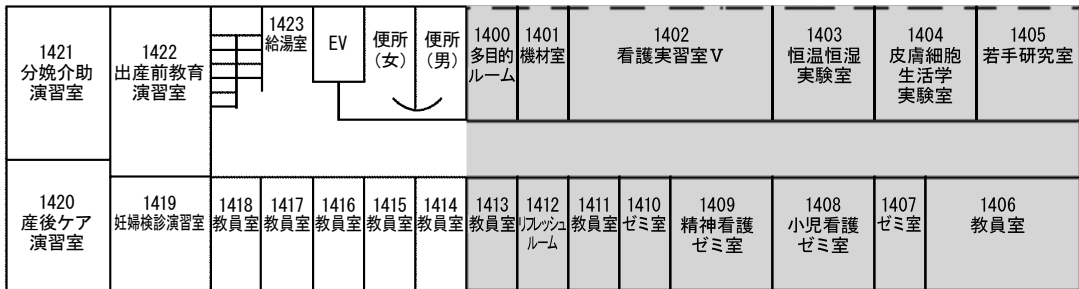 1421
分娩介助
演習室
1422
出産前教育
演習室
1423
給湯室
EV
便所
（女）
便所
（男）
1400
多目的
ルーム
1401
機材室
1402
看護実習室Ⅴ
1403
恒温恒湿
実験室
1404
皮膚細胞
生活学
実験室
1405
若手研究室
1420
産後ケア
演習室
1419
妊婦検診演習室
1418
教員室
1417
教員室
1416
教員室
1415
教員室
1414
教員室
1413
教員室
1412
リフレッシュ
ルーム
1411
教員室
1410
ゼミ室
1409
精神看護
ゼミ室
1408
小児看護
ゼミ室
1407
ゼミ室
1406
教員室